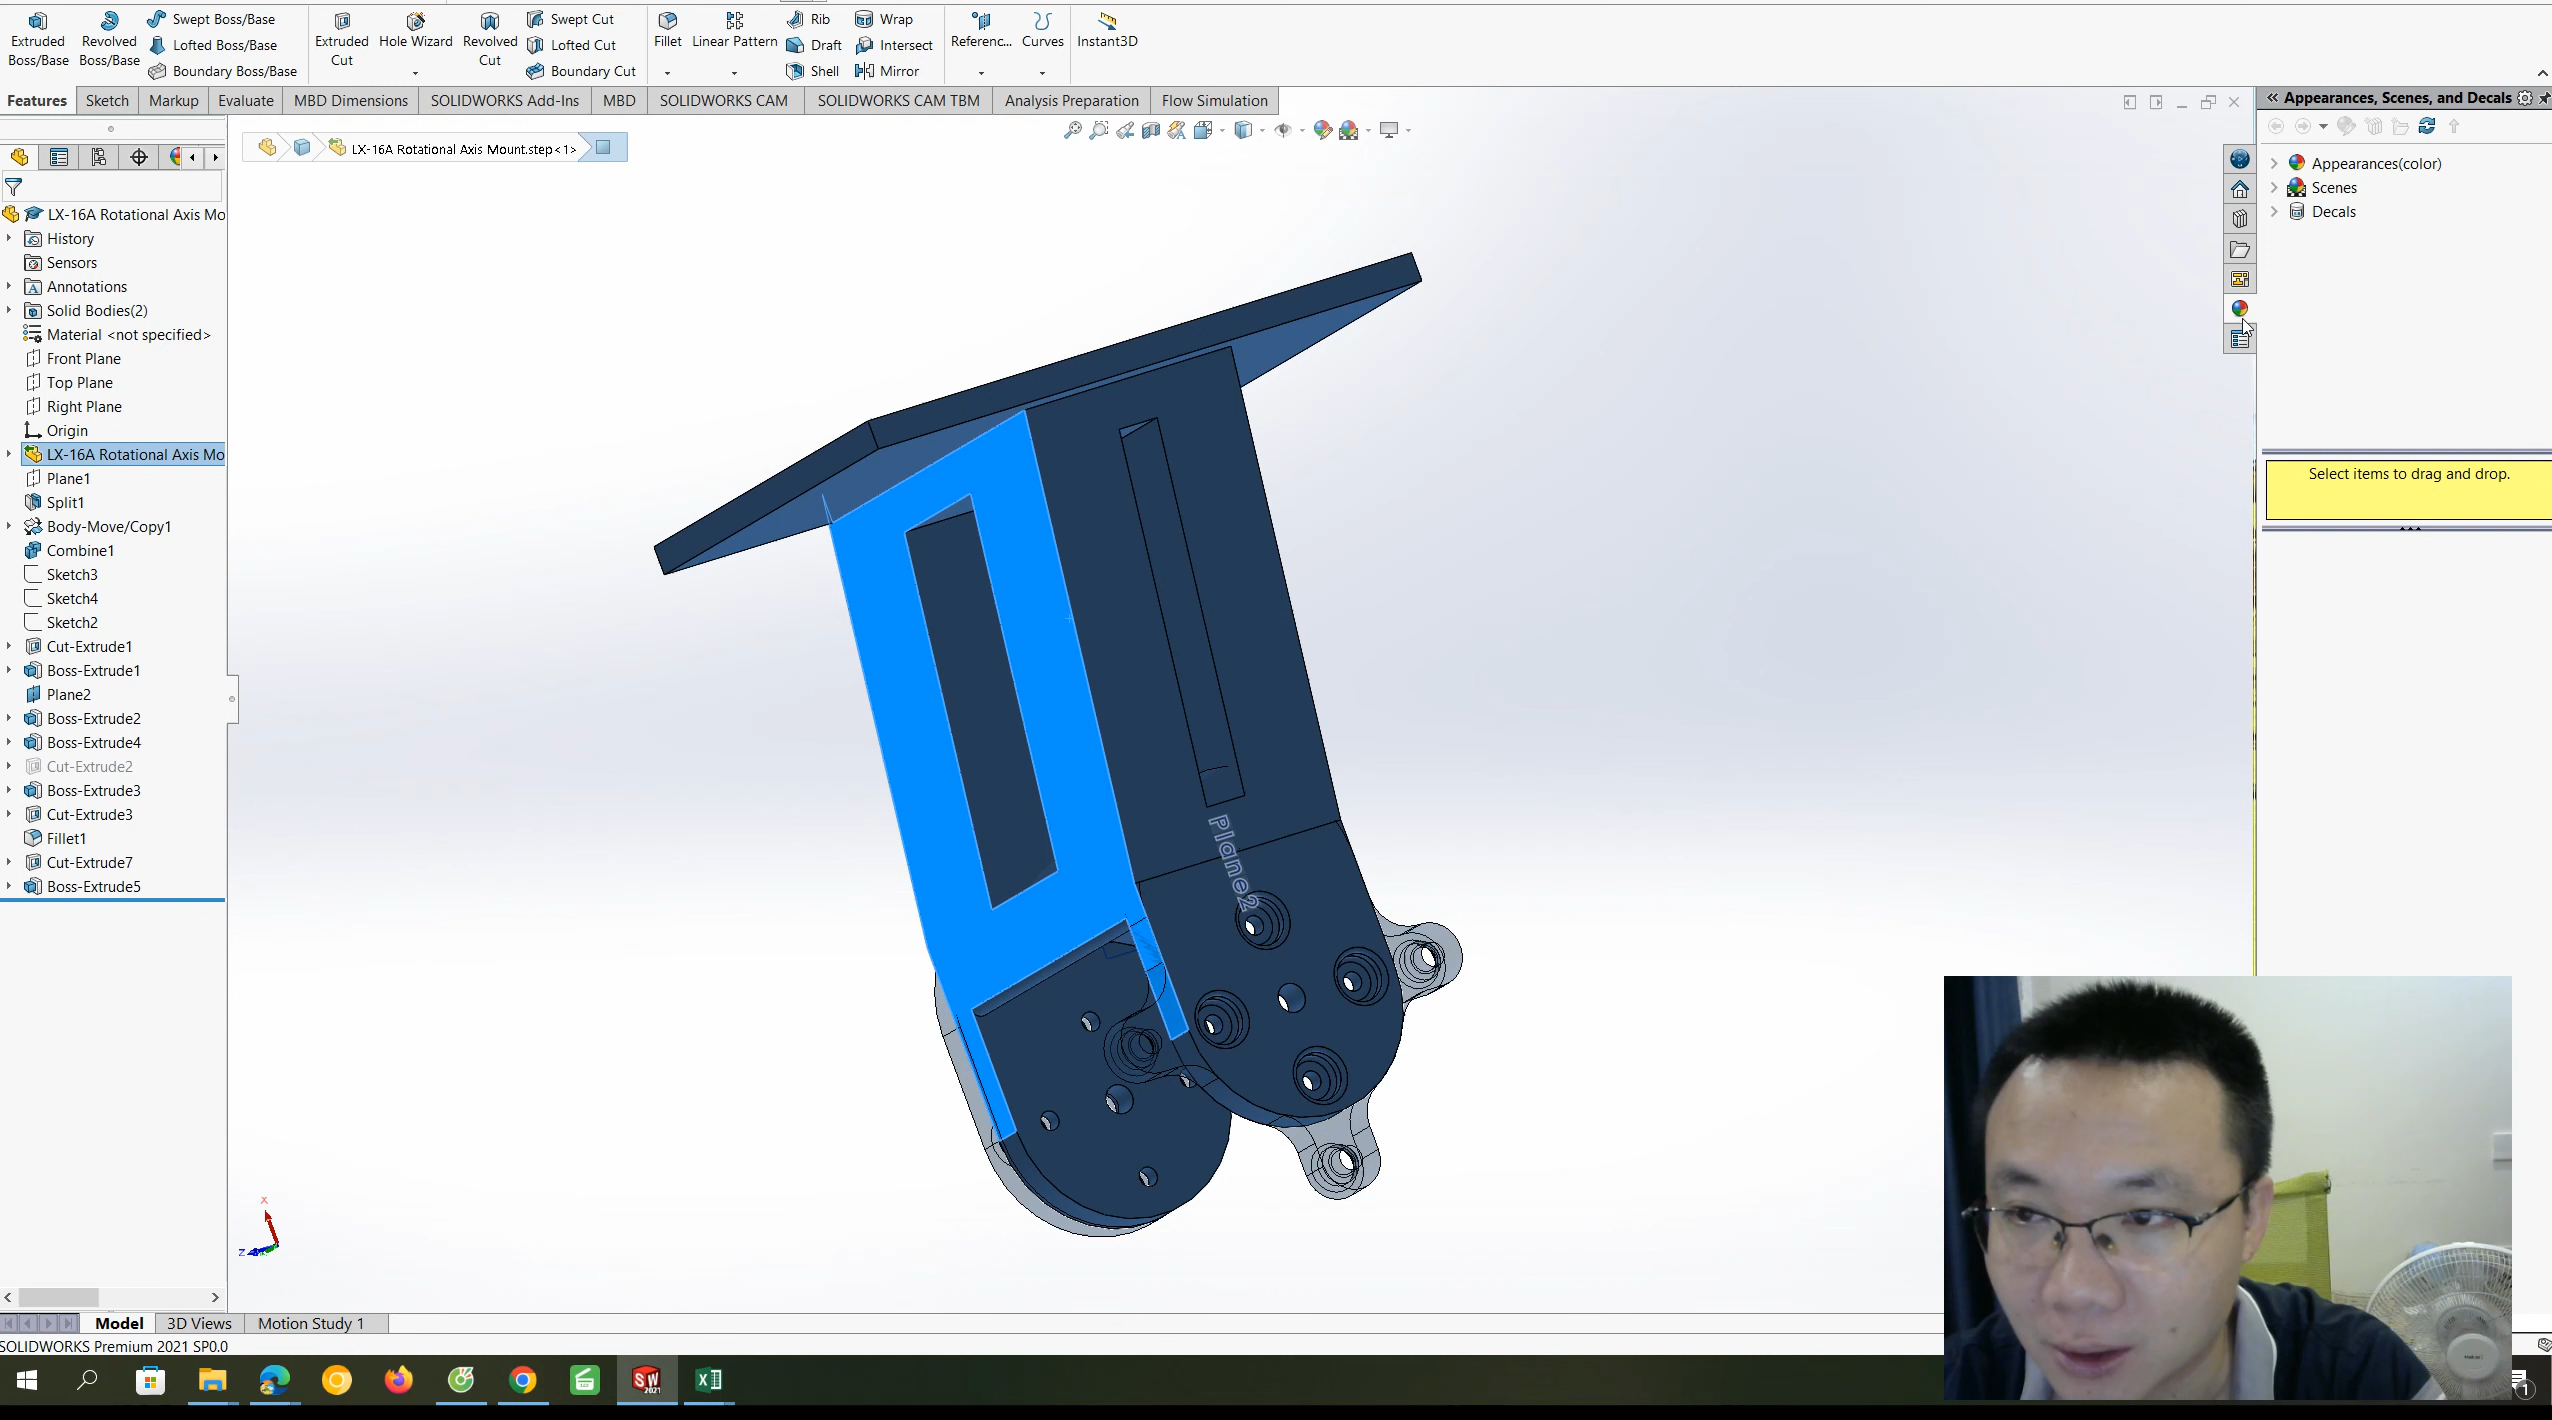 Extruded Boss/Base
Revolved Boss/Base
Swept Boss/Base
Lofted Boss/Base
Boundary Boss/Base
Extruded Cut
Hole Wizard
Revolved Cut
Swept Cut
Lofted Cut
Boundary Cut
Fillet
Linear Pattern
Rib
Draft
Shell
Wrap
Intersect
Mirror
Referenc...
Curves
Instant3D
Features
Sketch
Markup
Evaluate
MBD Dimensions
SOLIDWORKS Add-Ins
MBD
SOLIDWORKS CAM
SOLIDWORKS CAM TBM
Analysis Preparation
Flow Simulation
LX-16A Rotational Axis Mount.step<1>
LX-16A Rotational Axis Mo
History
Sensors
Annotations
Solid Bodies(2)
Material <not specified>
Front Plane
Top Plane
Right Plane
Origin
LX-16A Rotational Axis Mo
Plane1
Split1
Body-Move/Copy1
Combine1
Sketch3
Sketch4
Sketch2
Cut-Extrude1
Boss-Extrude1
Plane2
Boss-Extrude2
Boss-Extrude4
Cut-Extrude2
Boss-Extrude3
Cut-Extrude3
Fillet1
Cut-Extrude7
Boss-Extrude5
Plane2
x
z
Appearances, Scenes, and Decals
Appearances(color)
Scenes
Decals
Select items to drag and drop.
Model
3D Views
Motion Study 1
SOLIDWORKS Premium 2021 SP0.0
SW
2021
X
1